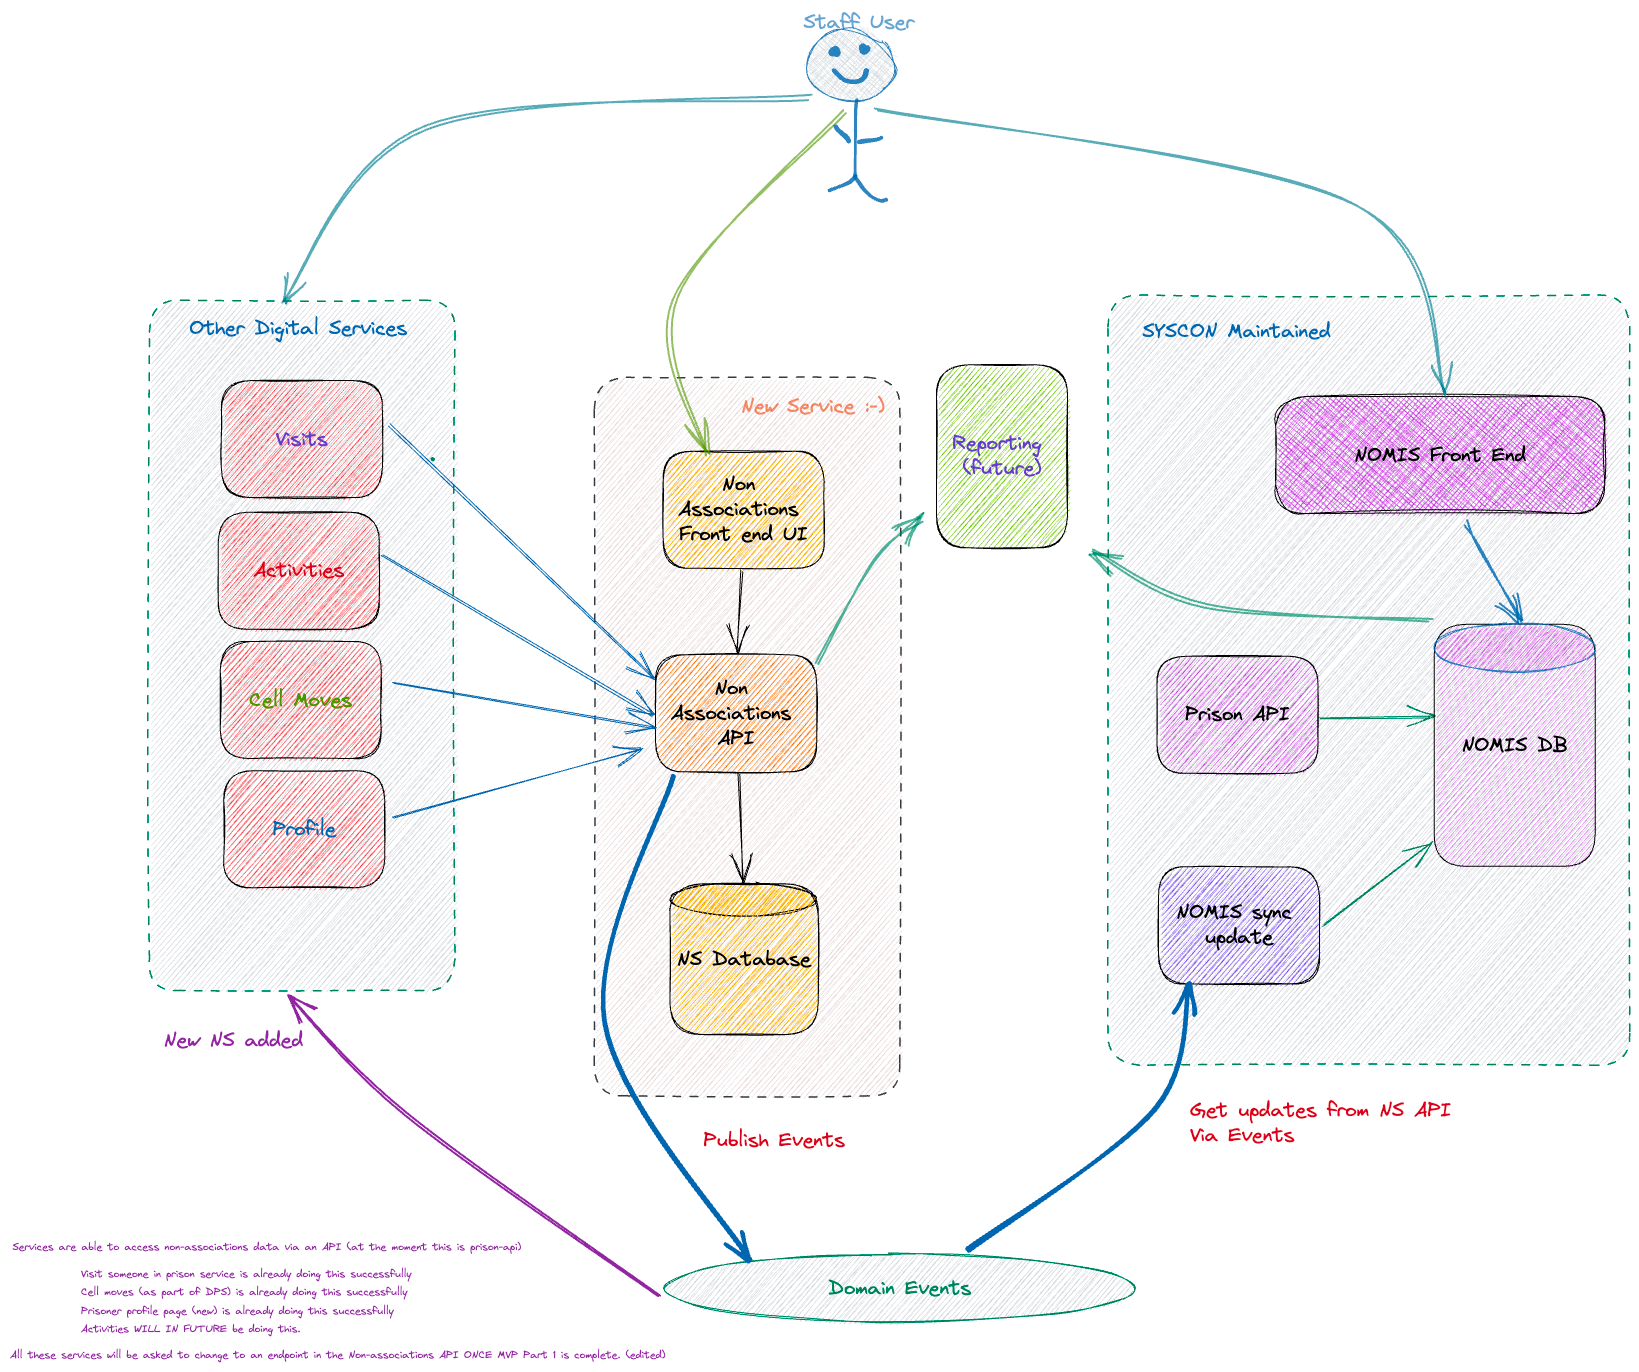 Staff User
Other Digital Services
SYSCON Maintained
New Service :-)
Visits
Activities
Cell Moves
Profile
Non
Associations
Front end UI
Reporting
(future)
NOMIS Front End
Non
Associations
API
Prison API
NOMIS DB
NOMIS sync
update
NS Database
New NS added
Publish Events
Get updates from NS API
Via Events
Domain Events
Services are able to access non-associations data via an API (at the moment this is prison-api)
Visit someone in prison service is already doing this successfully
Cell moves (as part of DPS) is already doing this successfully
Prisoner profile page (new) is already doing this successfully
Activities WILL IN FUTURE be doing this.
All these services will be asked to change to an endpoint in the Non-associations API ONCE MVP Part 1 is complete. (edited)